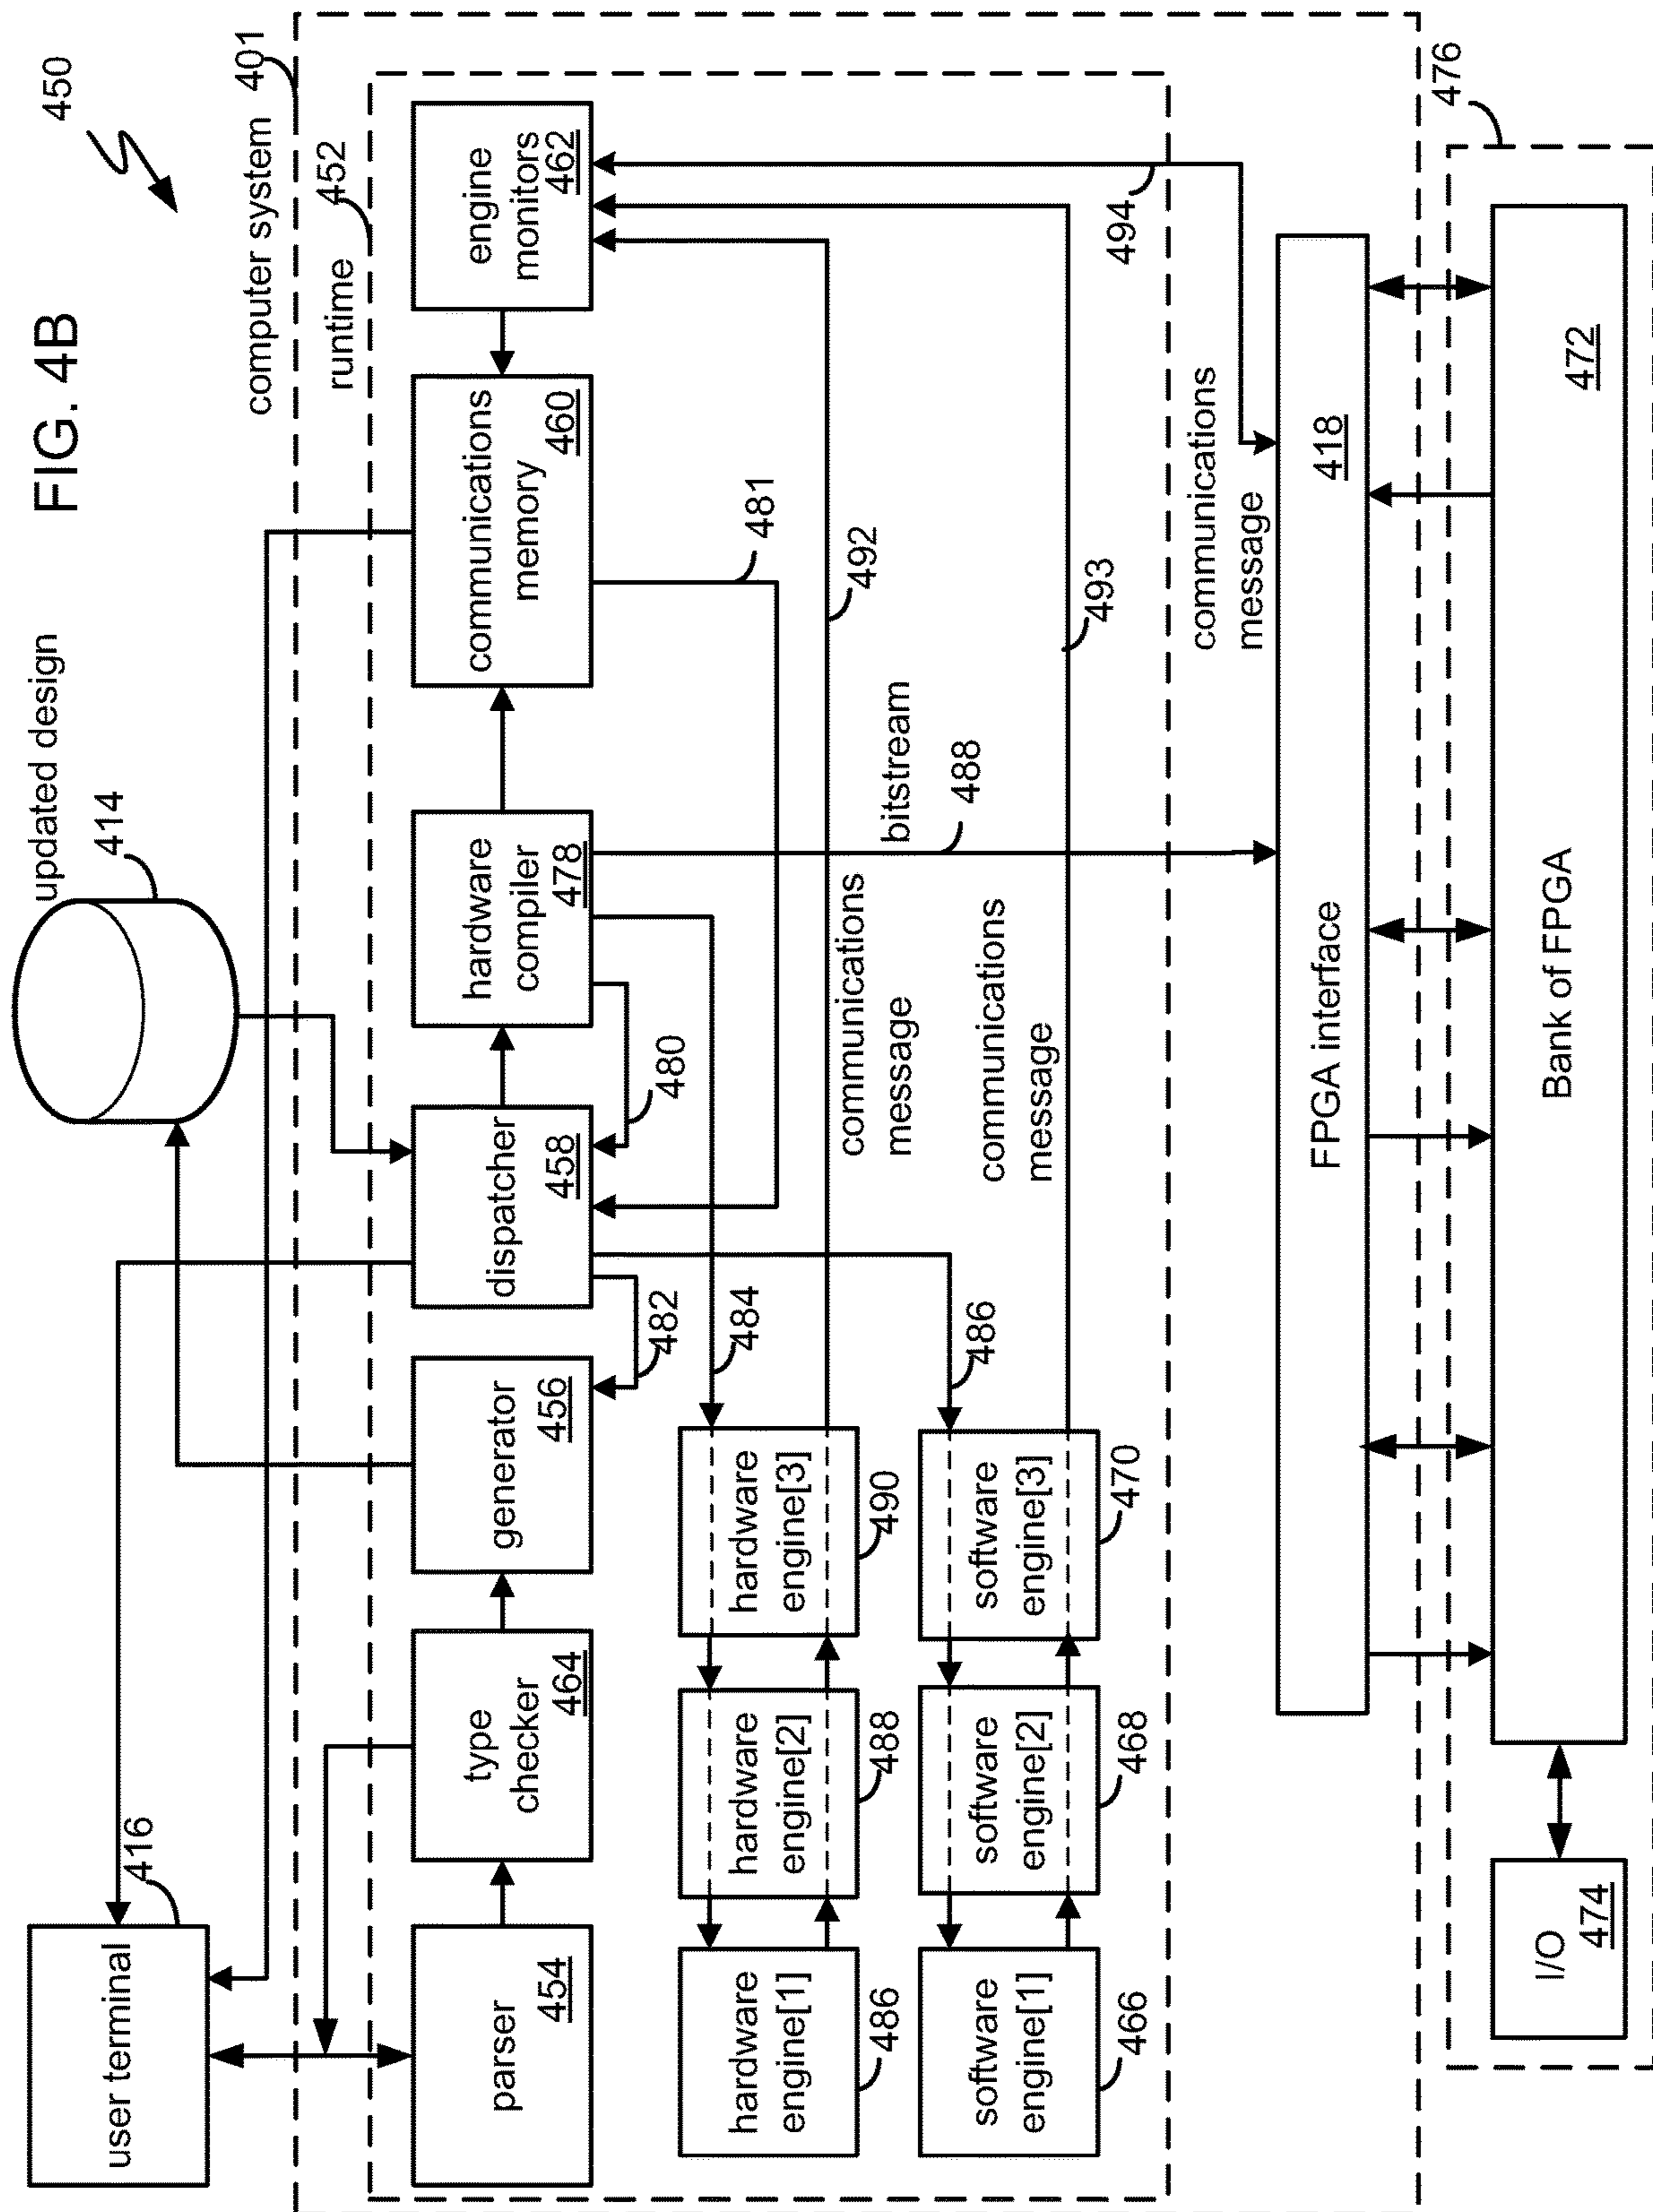 FIG. 4B
450
updated design
414
user terminal
416
computer system 401
runtime
452
parser
454
type
checker
464
generator
456
dispatcher
458
hardware
compiler
478
communications
memory
460
engine
monitors
462
482
480
481
484
486
hardware
engine[1]
486
hardware
engine[2]
488
hardware
engine[3]
490
communications
message
492
bitstream
488
software
engine[1]
466
software
engine[2]
468
software
engine[3]
470
communications
message
493
494
communications
message
FPGA interface
418
476
I/O
474
Bank of FPGA
472